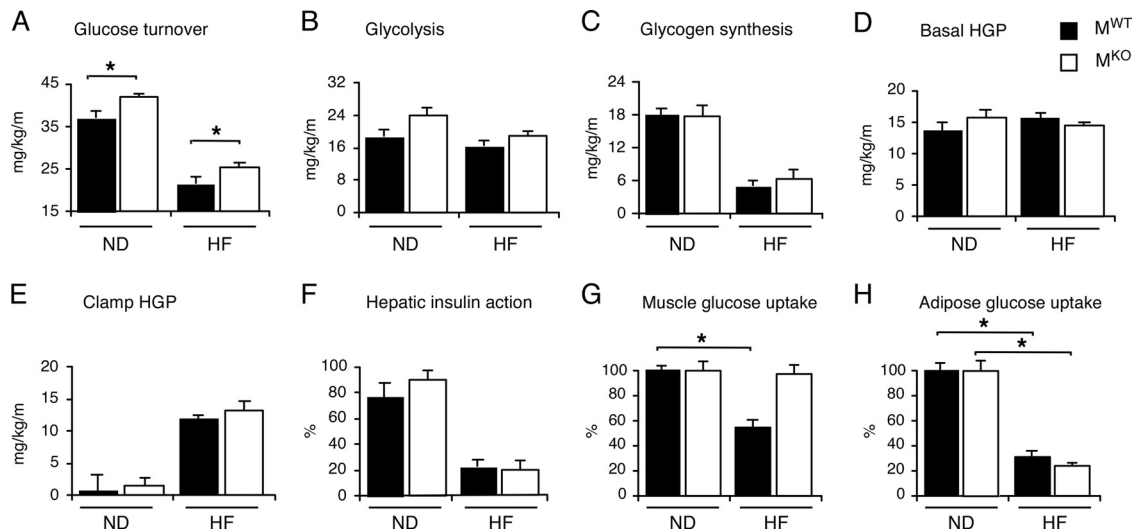 A Glucose turnover
mg/kg/m
45
35
25
15
*
*
ND HF
B Glycolysis
mg/kg/m
32
24
16
8
0
ND HF
C Glycogen synthesis
mg/kg/m
24
18
12
6
0
ND HF
D Basal HGP
mg/kg/m
20
15
10
5
0
ND HF
M^WT
M^KO
E Clamp HGP
mg/kg/m
20
15
10
5
0
ND HF
F Hepatic insulin action
%
100
80
60
40
20
0
ND HF
G Muscle glucose uptake
%
100
80
60
40
20
0
*
ND HF
H Adipose glucose uptake
%
100
80
60
40
20
0
*
*
ND HF